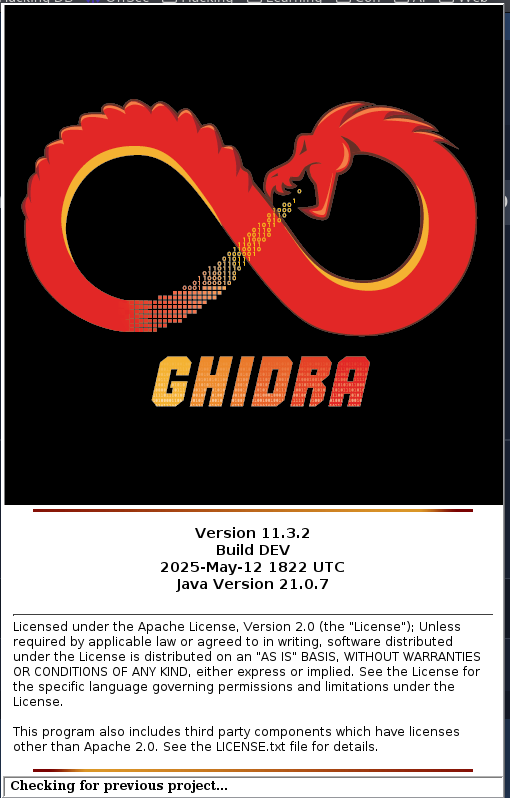 GHIDRA
Version 11.3.2
Build DEV
2025-May-12 1822 UTC
Java Version 21.0.7
Licensed under the Apache License, Version 2.0 (the "License"); Unless
required by applicable law or agreed to in writing, software distributed
under the License is distributed on an "AS IS" BASIS, WITHOUT WARRANTIES
OR CONDITIONS OF ANY KIND, either express or implied. See the License for
the specific language governing permissions and limitations under the
License.
This program also includes third party components which have licenses
other than Apache 2.0. See the LICENSE.txt file for details.
Checking for previous project...